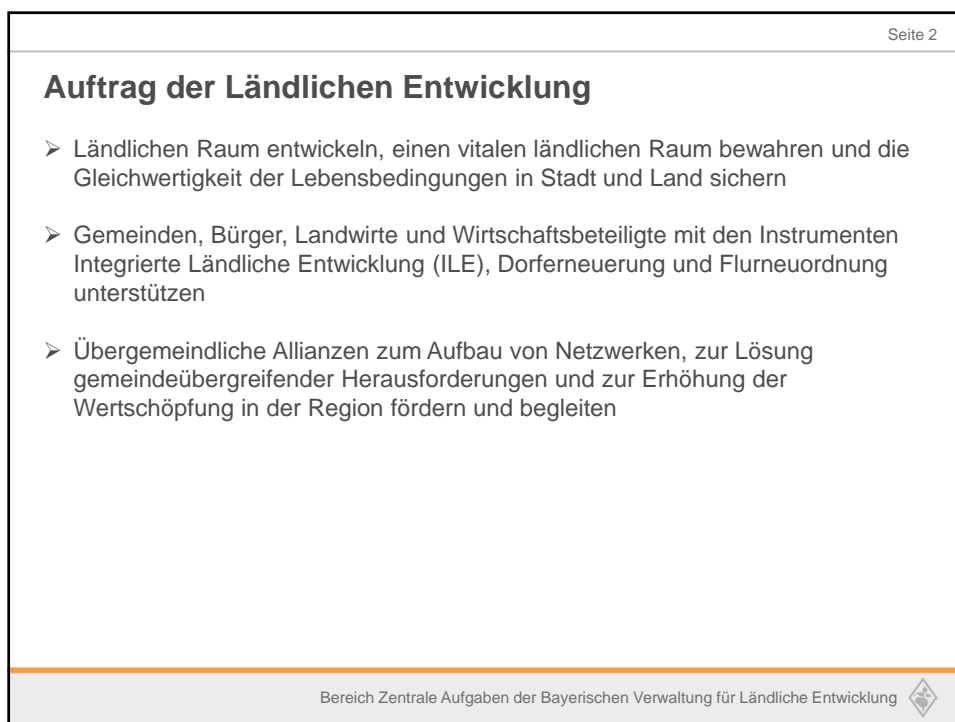 Seite 2
Auftrag der Ländlichen Entwicklung
➢ Ländlichen Raum entwickeln, einen vitalen ländlichen Raum bewahren und die
Gleichwertigkeit der Lebensbedingungen in Stadt und Land sichern
➢ Gemeinden, Bürger, Landwirte und Wirtschaftsbeteiligte mit den Instrumenten
Integrierte Ländliche Entwicklung (ILE), Dorferneuerung und Flurneuordnung
unterstützen
➢ Übergemeindliche Allianzen zum Aufbau von Netzwerken, zur Lösung
gemeindeübergreifender Herausforderungen und zur Erhöhung der
Wertschöpfung in der Region fördern und begleiten
Bereich Zentrale Aufgaben der Bayerischen Verwaltung für Ländliche Entwicklung